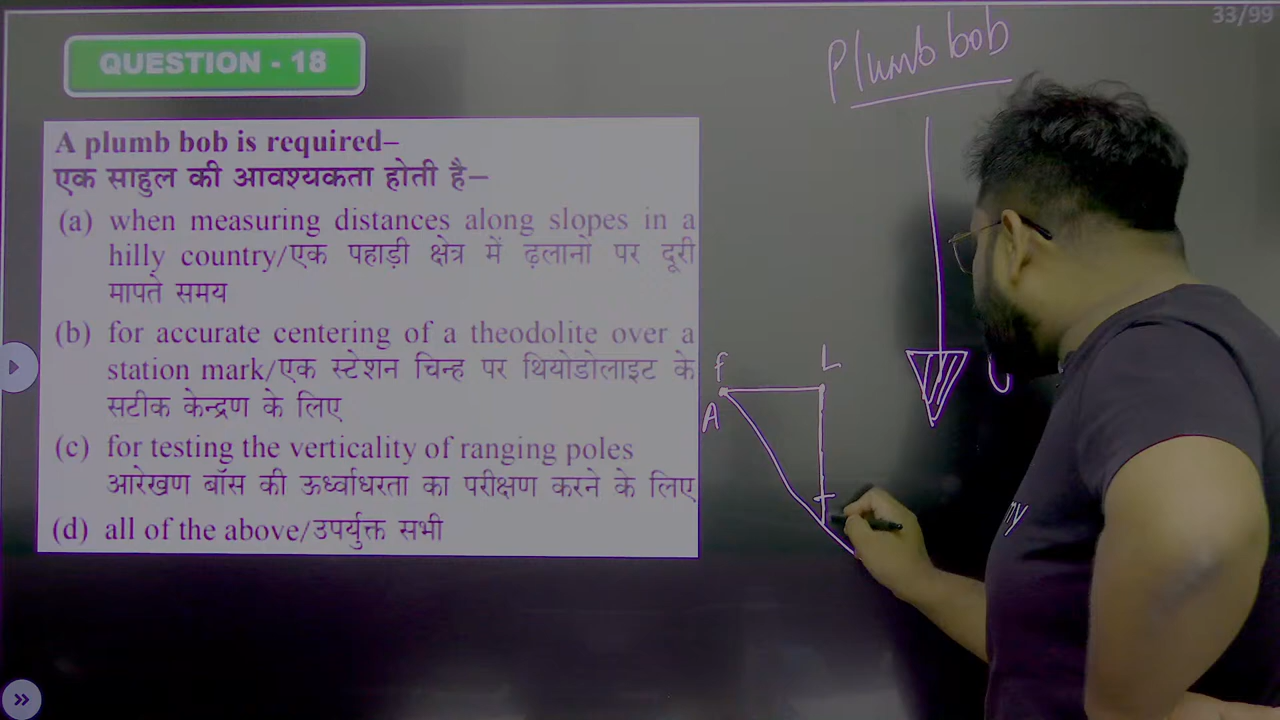 33/99
QUESTION - 18
Plumb bob
A plumb bob is required–
एक साहुल की आवश्यकता होती है–
(a) when measuring distances along slopes in a
hilly country/एक पहाड़ी क्षेत्र में ढ़लानों पर दूरी
मापते समय
(b) for accurate centering of a theodolite over a
station mark/एक स्टेशन चिन्ह पर थियोडोलाइट के
सटीक केन्द्रण के लिए
(c) for testing the verticality of ranging poles
आरेखण बॉस की ऊर्ध्वाधरता का परीक्षण करने के लिए
(d) all of the above/उपर्युक्त सभी
f
L
A